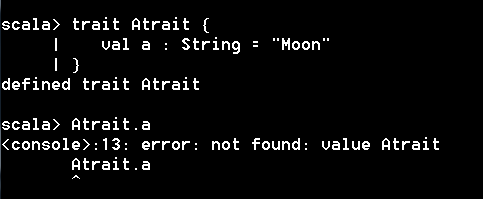 scala> trait Atrait {
     |    val a : String = "Moon"
     | }
defined trait Atrait
scala> Atrait.a
<console>:13: error: not found: value Atrait
       Atrait.a
       ^